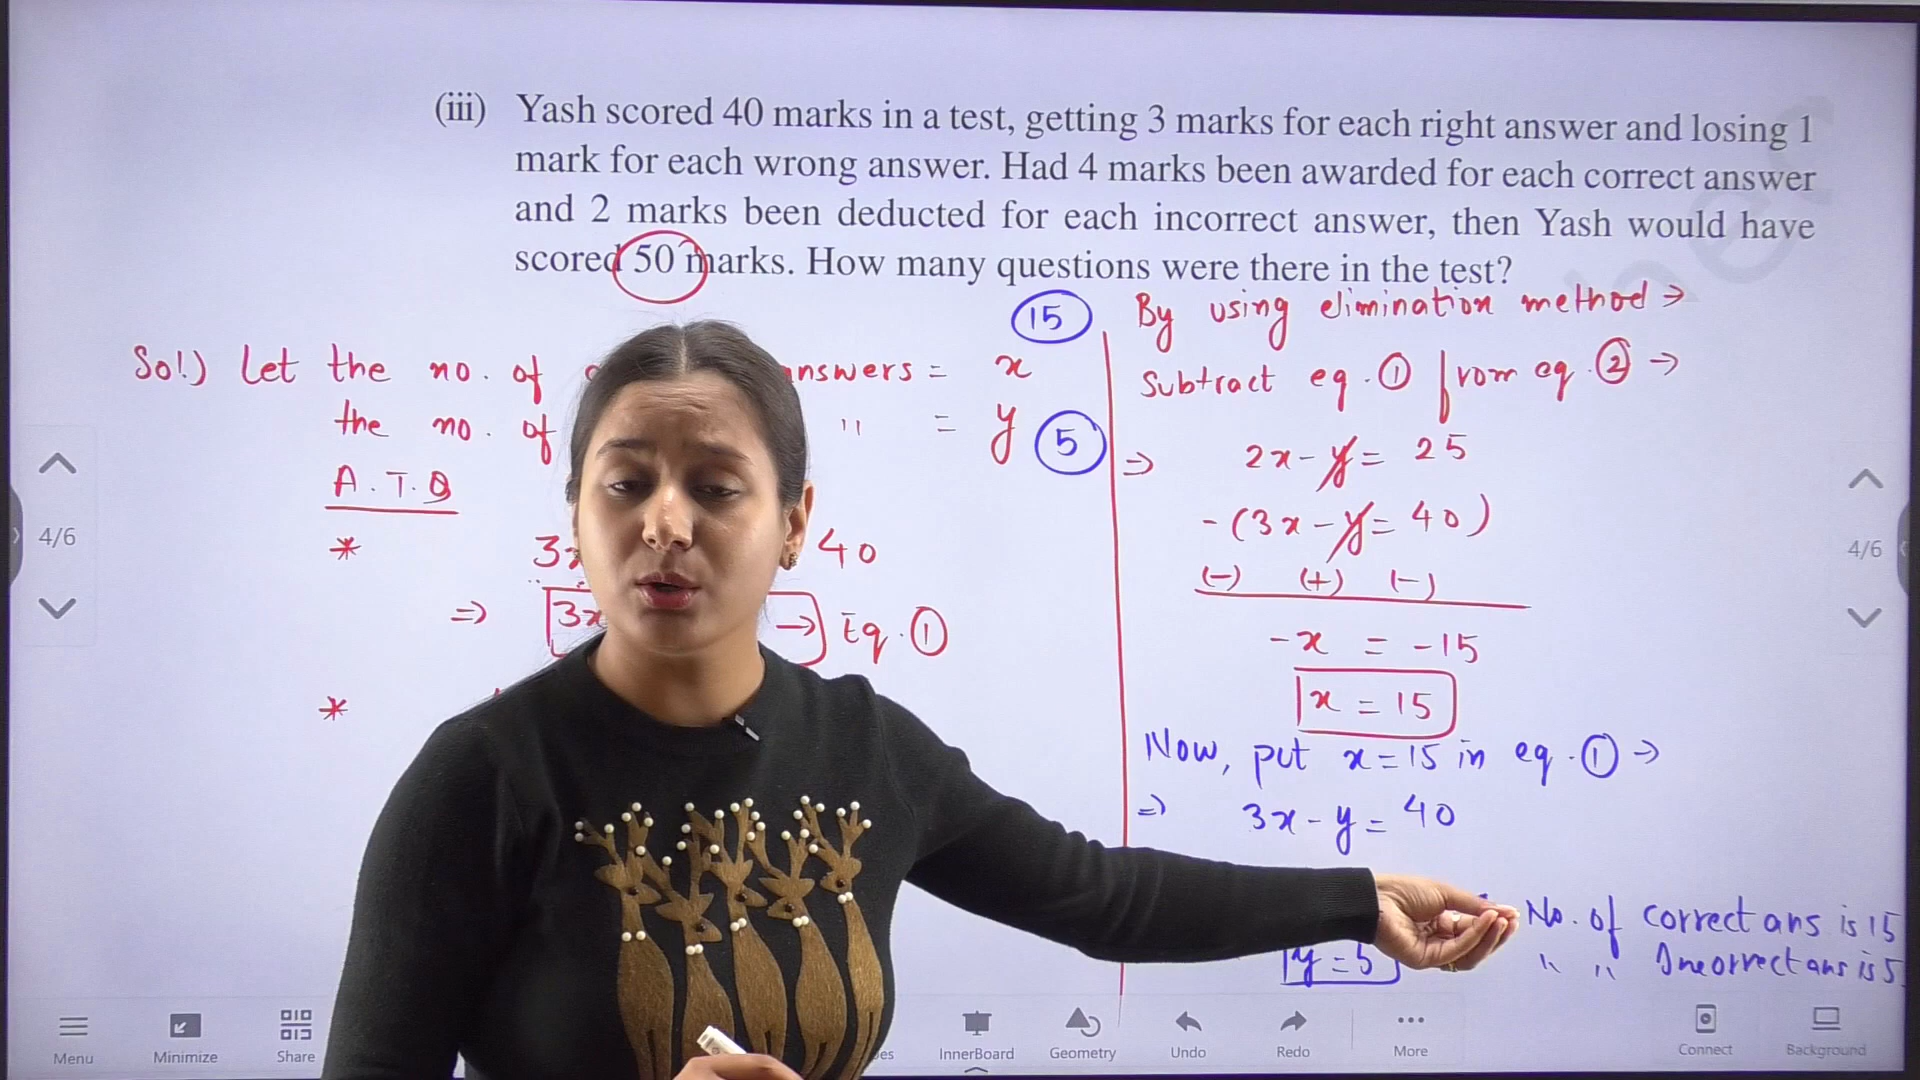 (iii) Yash scored 40 marks in a test, getting 3 marks for each right answer and losing 1
mark for each wrong answer. Had 4 marks been awarded for each correct answer
and 2 marks been deducted for each incorrect answer, then Yash would have
scored 50 marks. How many questions were there in the test?
Sol.) Let the no. of answers = x
15
the no. of " = y
5
A.T.Q
* 3x 40
=> 3x → Eq. ①
*
By using elimination method →
Subtract eq. ① from eq. ② →
=> 2x - y = 25
-(3x - y = 40)
(-) (+) (-)
-x = -15
x = 15
Now, put x = 15 in eq. ① →
=> 3x - y = 40
y = 5
No. of correct ans is 15
" " Incorrect ans is 5
4/6
4/6
Menu
Minimize
Share
InnerBoard
Geometry
Undo
Redo
More
Connect
Background